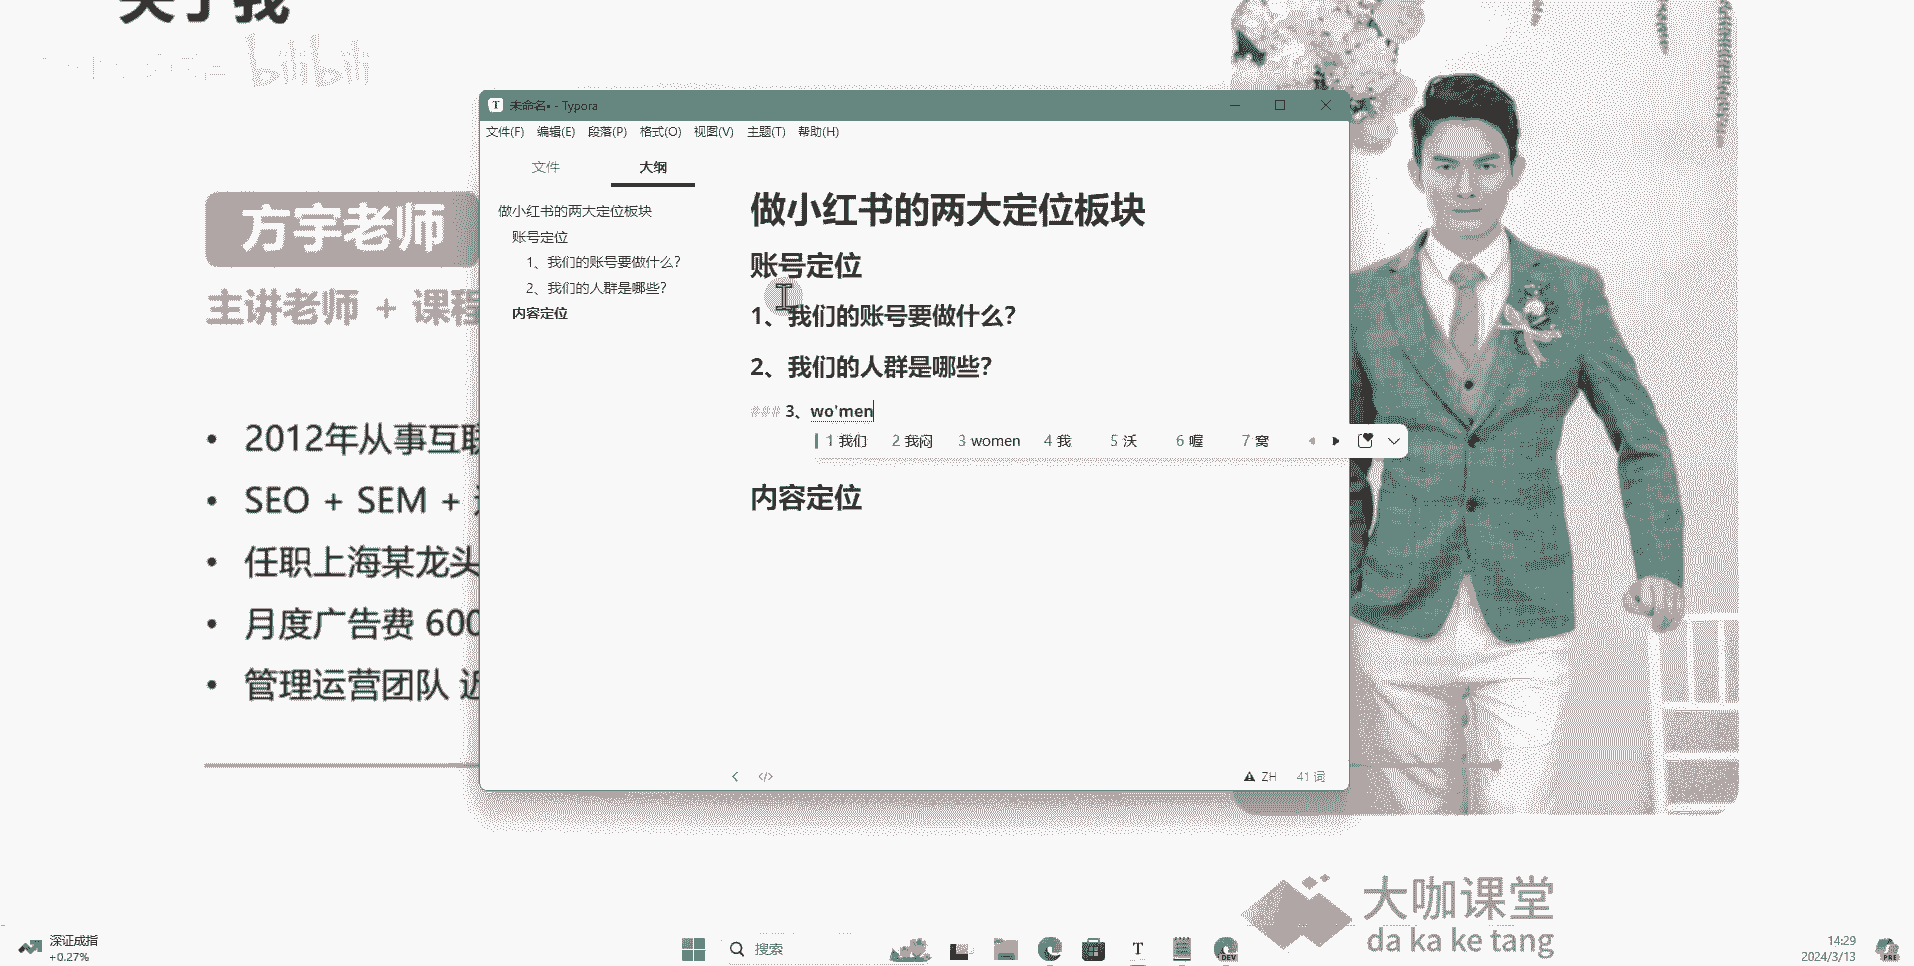 关于我
bilibili
方宇老师
主讲老师 + 课程
• 2012年从事互联
• SEO + SEM +
• 任职上海某龙头
• 月度广告费 600
• 管理运营团队 近
未命名• - Typora
文件(F) 编辑(E) 段落(P) 格式(O) 视图(V) 主题(T) 帮助(H)
文件 大纲
做小红书的两大定位板块
账号定位
1、我们的账号要做什么?
2、我们的人群是哪些?
内容定位
做小红书的两大定位板块
账号定位
1、我们的账号要做什么?
2、我们的人群是哪些?
### 3、wo'men
1 我们 2 我闷 3 women 4 我 5 沃 6 喔 7 窝
内容定位
ZH 41 词
大咖课堂
da ka ke tang
深证成指
+0.27%
搜索
T
DEV
14:29
2024/3/13
PRE